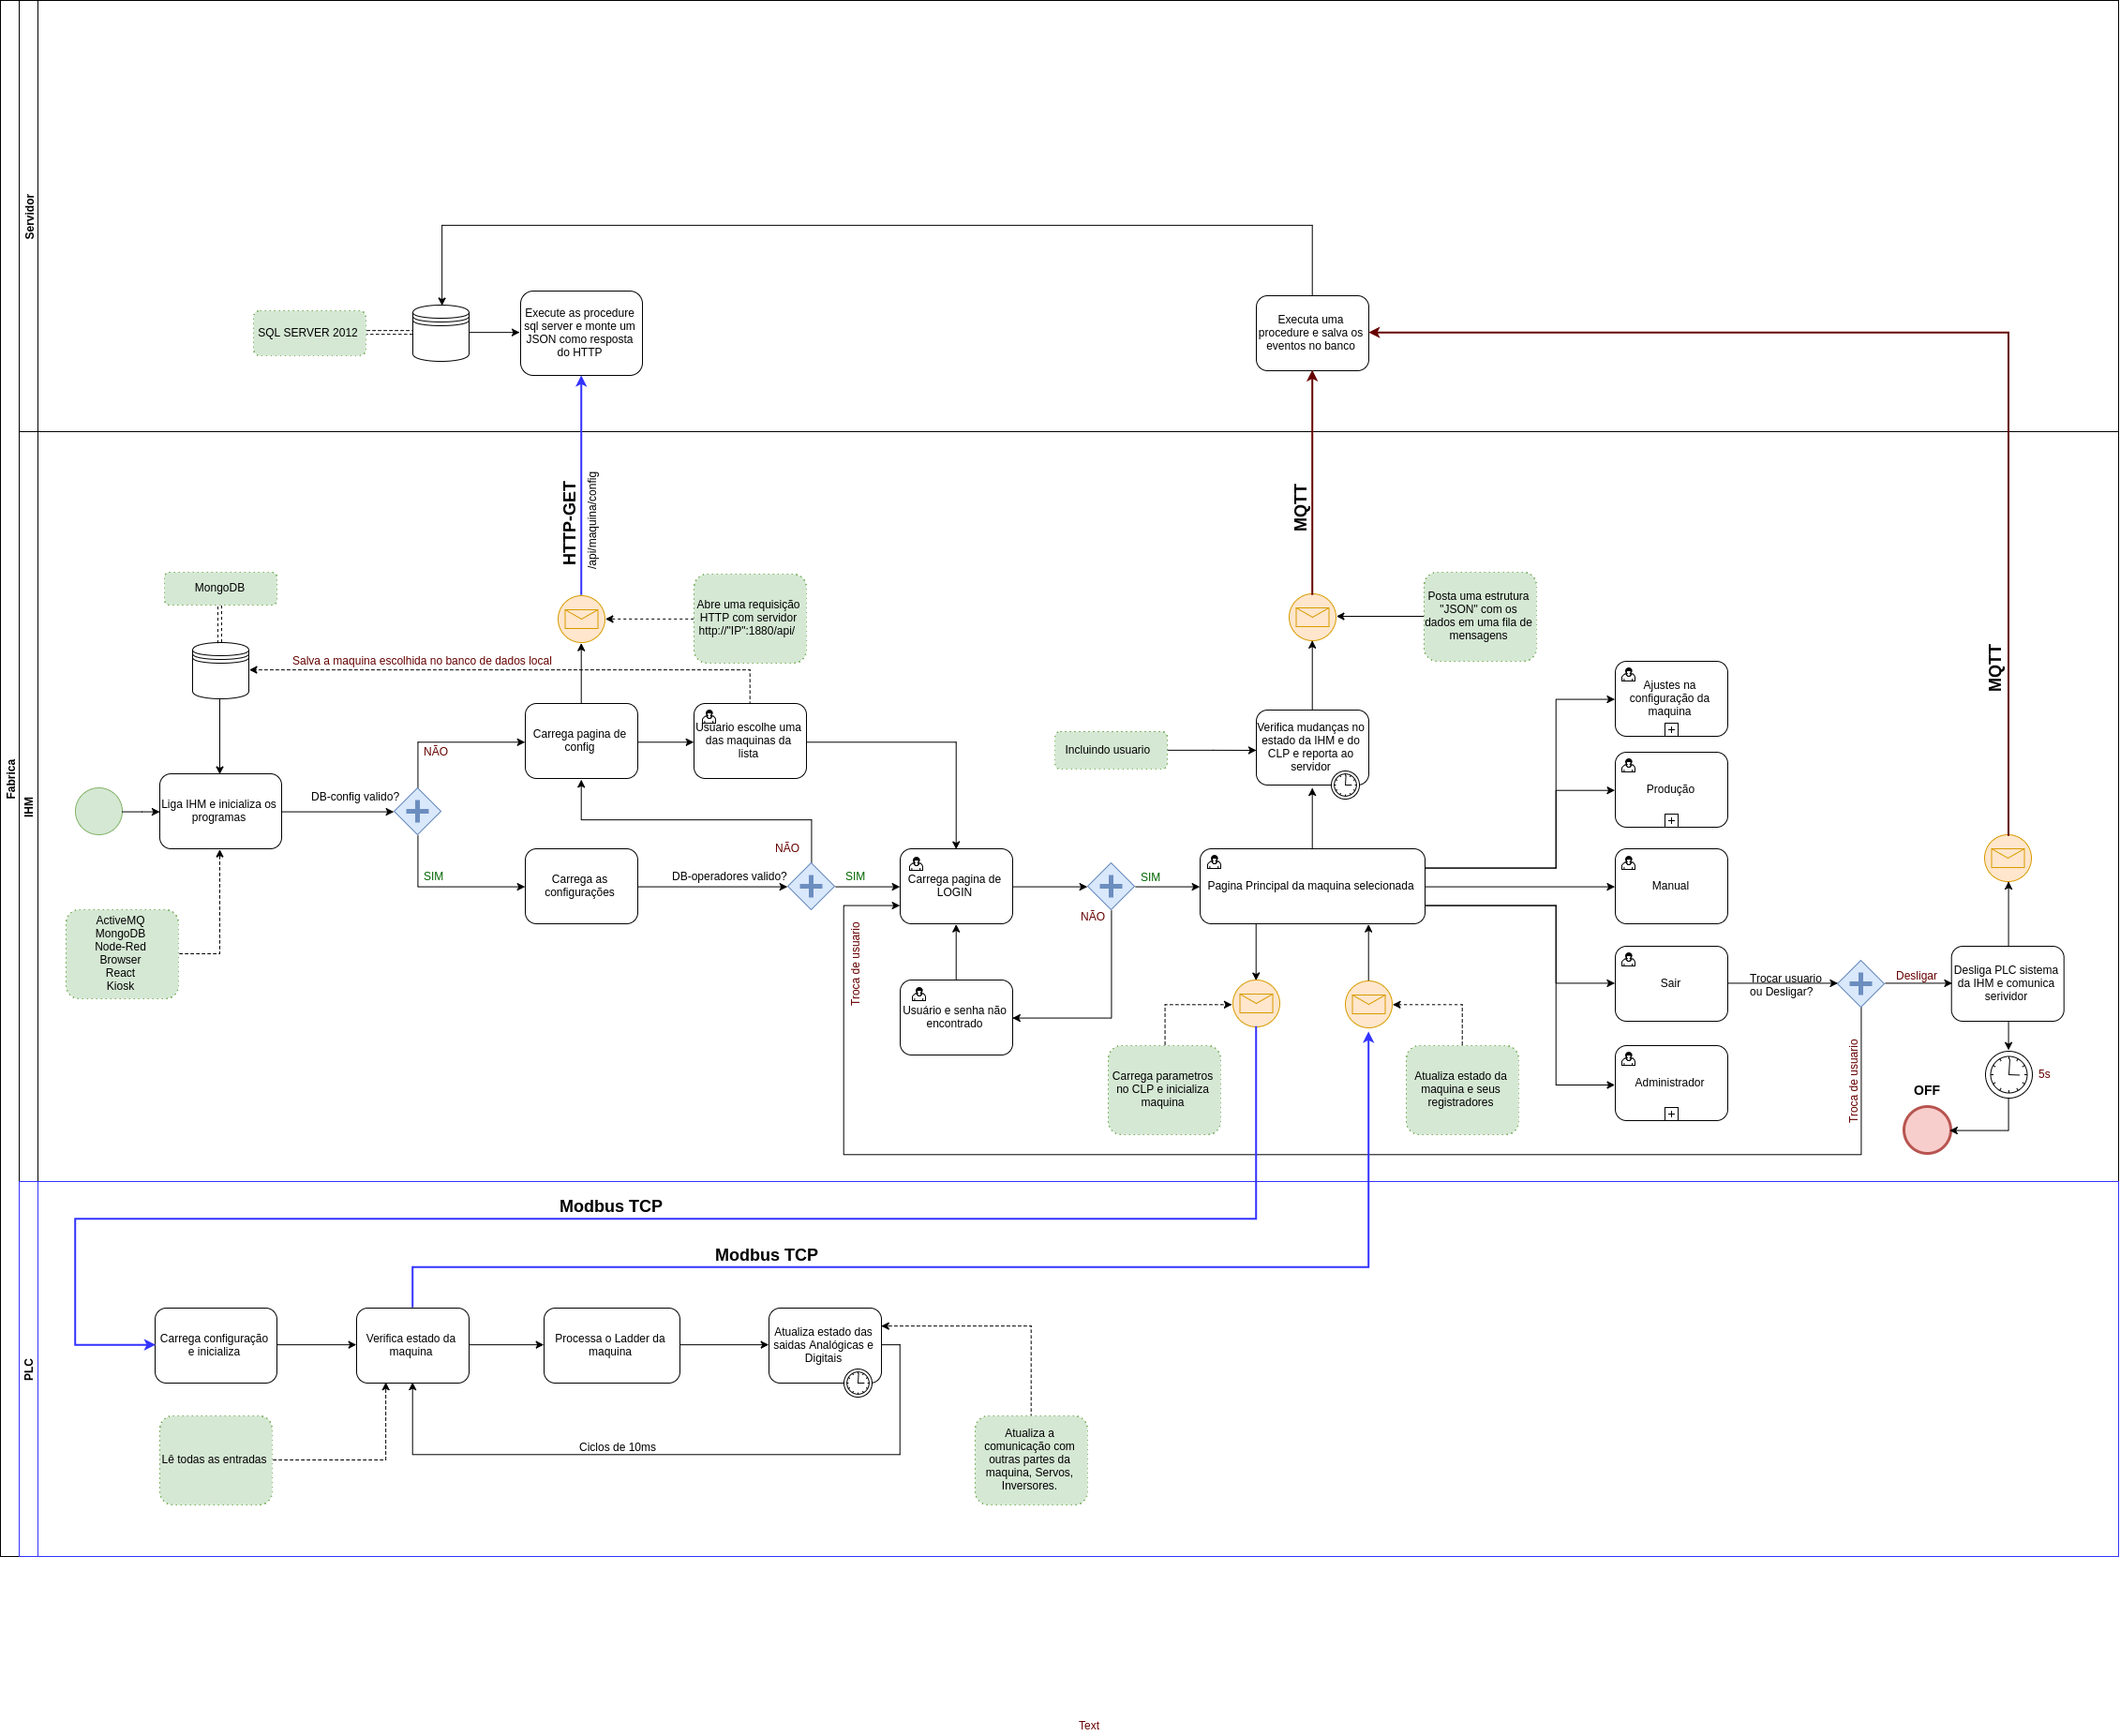 Fabrica
Servidor
SQL SERVER 2012
Execute as procedure
sql server e monte um
JSON como resposta
do HTTP
Executa uma
procedure e salva os
eventos no banco
IHM
HTTP-GET
/api/maquina/config
MQTT
MQTT
MongoDB
Abre uma requisição
HTTP com servidor
http://"IP":1880/api/
Posta uma estrutura
"JSON" com os
dados em uma fila de
mensagens
Salva a maquina escolhida no banco de dados local
Carrega pagina de
config
Usuario escolhe uma
das maquinas da
lista
Incluindo usuario
Verifica mudanças no
estado da IHM e do
CLP e reporta ao
servidor
Ajustes na
configuração da
maquina
Produção
NÃO
Liga IHM e inicializa os
programas
DB-config valido?
SIM
Carrega as
configurações
DB-operadores valido?
NÃO
SIM
Carrega pagina de
LOGIN
SIM
NÃO
Pagina Principal da maquina selecionada
Manual
ActiveMQ
MongoDB
Node-Red
Browser
React
Kiosk
Troca de usuario
Usuário e senha não
encontrado
Sair
Trocar usuario
ou Desligar?
Desligar
Desliga PLC sistema
da IHM e comunica
serividor
Carrega parametros
no CLP e inicializa
maquina
Atualiza estado da
maquina e seus
registradores
Administrador
Troca de usuario
5s
OFF
PLC
Modbus TCP
Modbus TCP
Carrega configuração
e inicializa
Verifica estado da
maquina
Processa o Ladder da
maquina
Atualiza estado das
saidas Analógicas e
Digitais
Lê todas as entradas
Ciclos de 10ms
Atualiza a
comunicação com
outras partes da
maquina, Servos,
Inversores.
Text